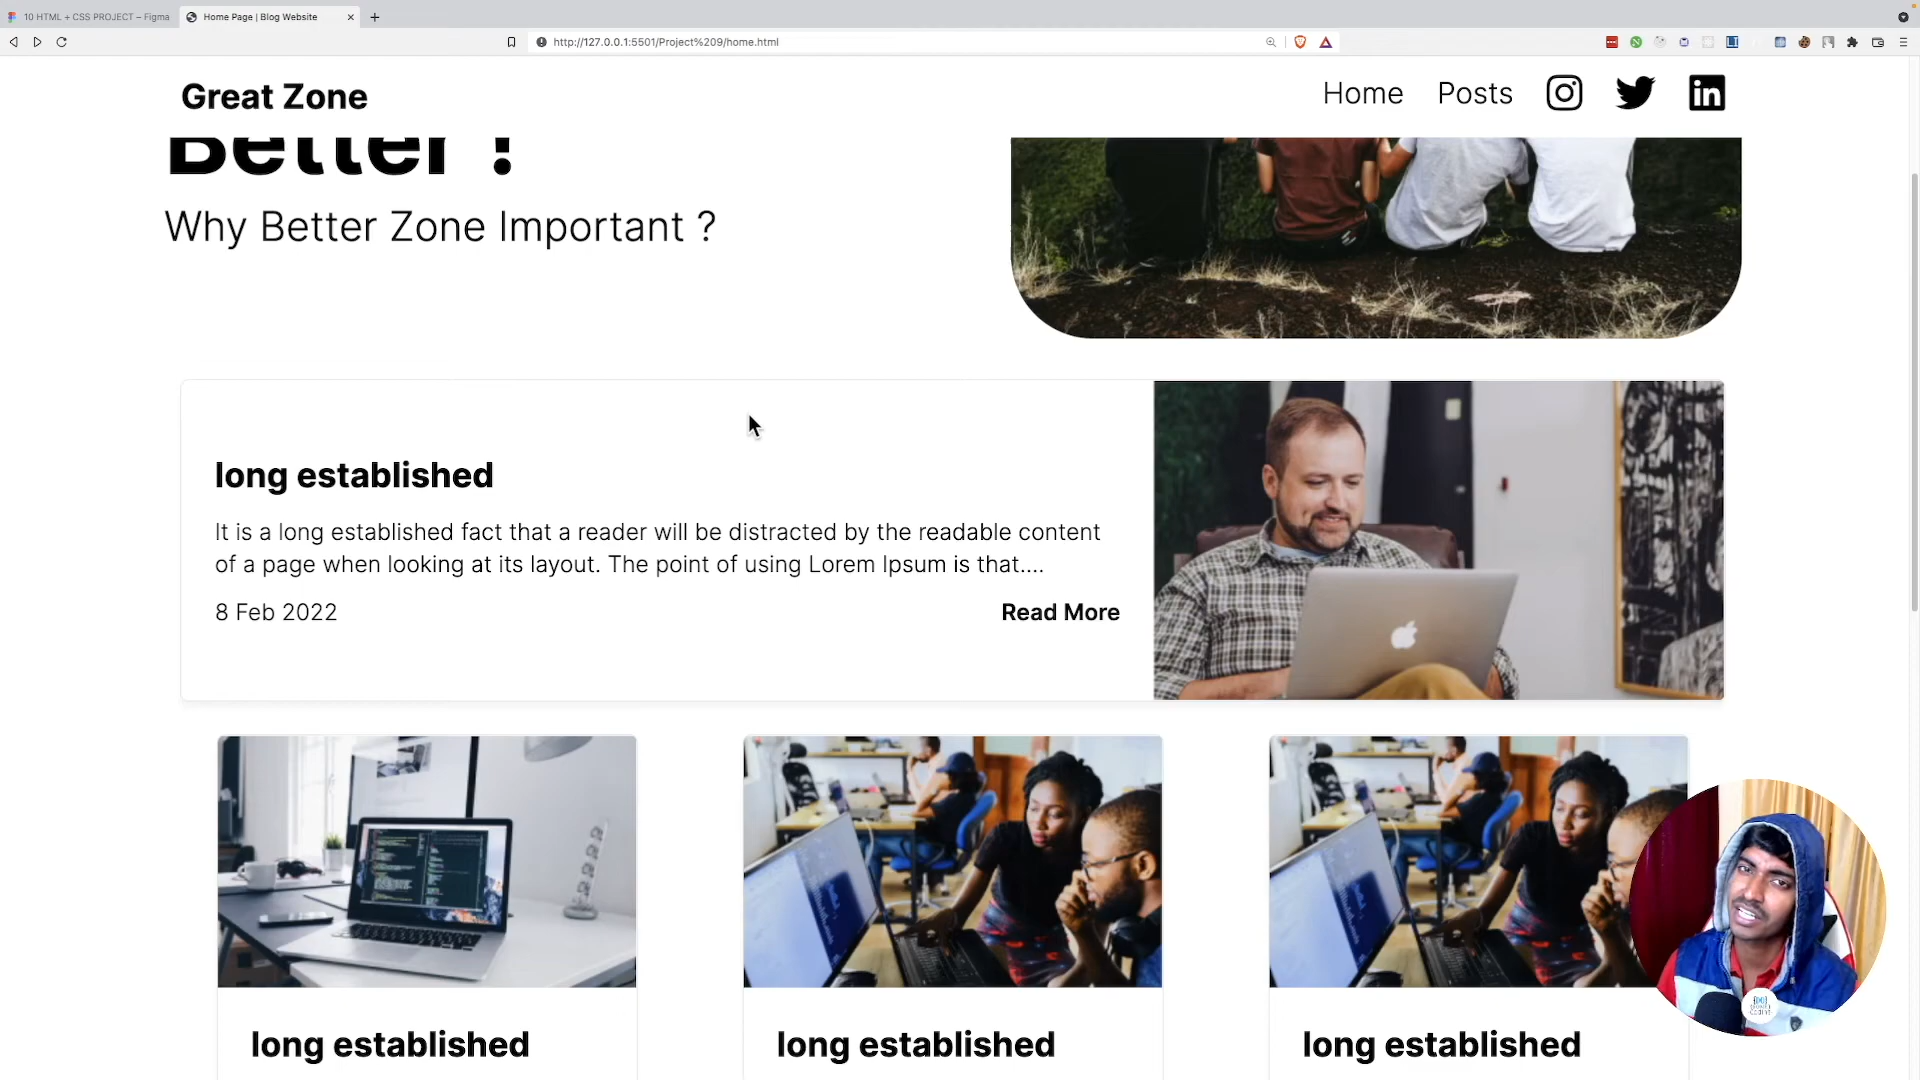 10 HTML + CSS PROJECT – Figma
Home Page | Blog Website
http://127.0.0.1:5501/Project%209/home.html
Great Zone
Home
Posts
Better !
Why Better Zone Important ?
long established
It is a long established fact that a reader will be distracted by the readable content
of a page when looking at its layout. The point of using Lorem Ipsum is that....
8 Feb 2022
Read More
long established
long established
long established